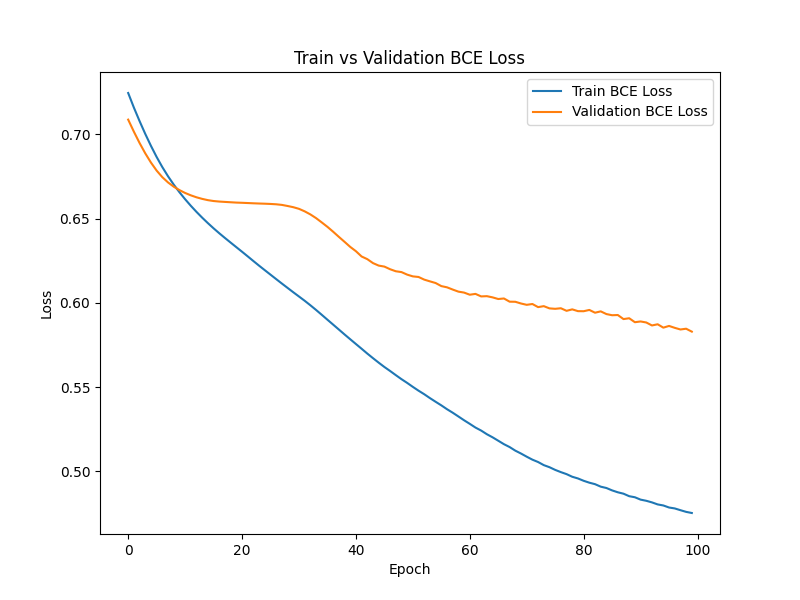 Train vs Validation BCE Loss
Train BCE Loss
Validation BCE Loss
0.70
0.65
0.60
0.55
0.50
Loss
0
20
40
60
80
100
Epoch